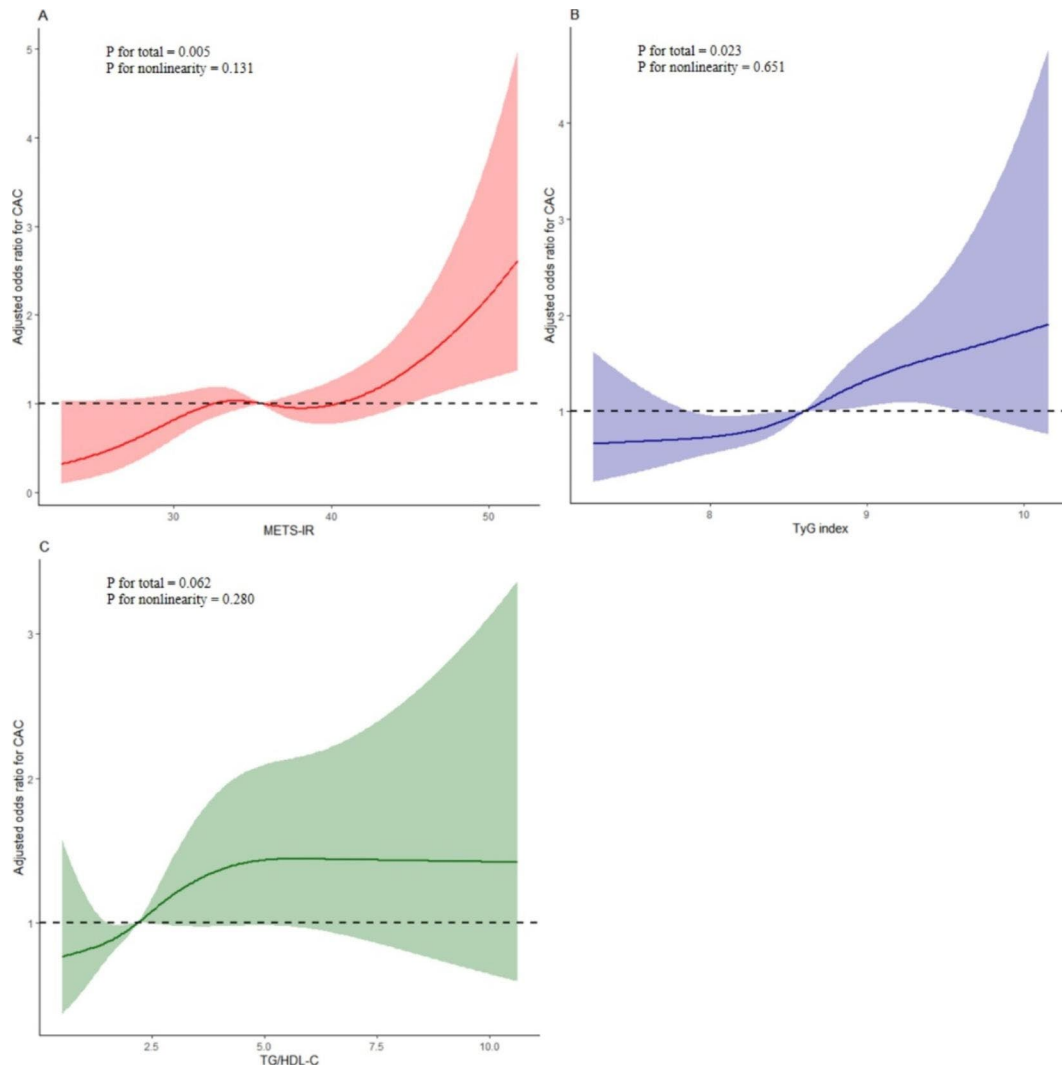 A
P for total = 0.005
P for nonlinearity = 0.131
5
4
3
2
1
0
Adjusted odds ratio for CAC
30
40
50
METS-IR
B
P for total = 0.023
P for nonlinearity = 0.651
4
3
2
1
Adjusted odds ratio for CAC
8
9
10
TyG index
C
P for total = 0.062
P for nonlinearity = 0.280
3
2
1
Adjusted odds ratio for CAC
2.5
5.0
7.5
10.0
TG/HDL-C